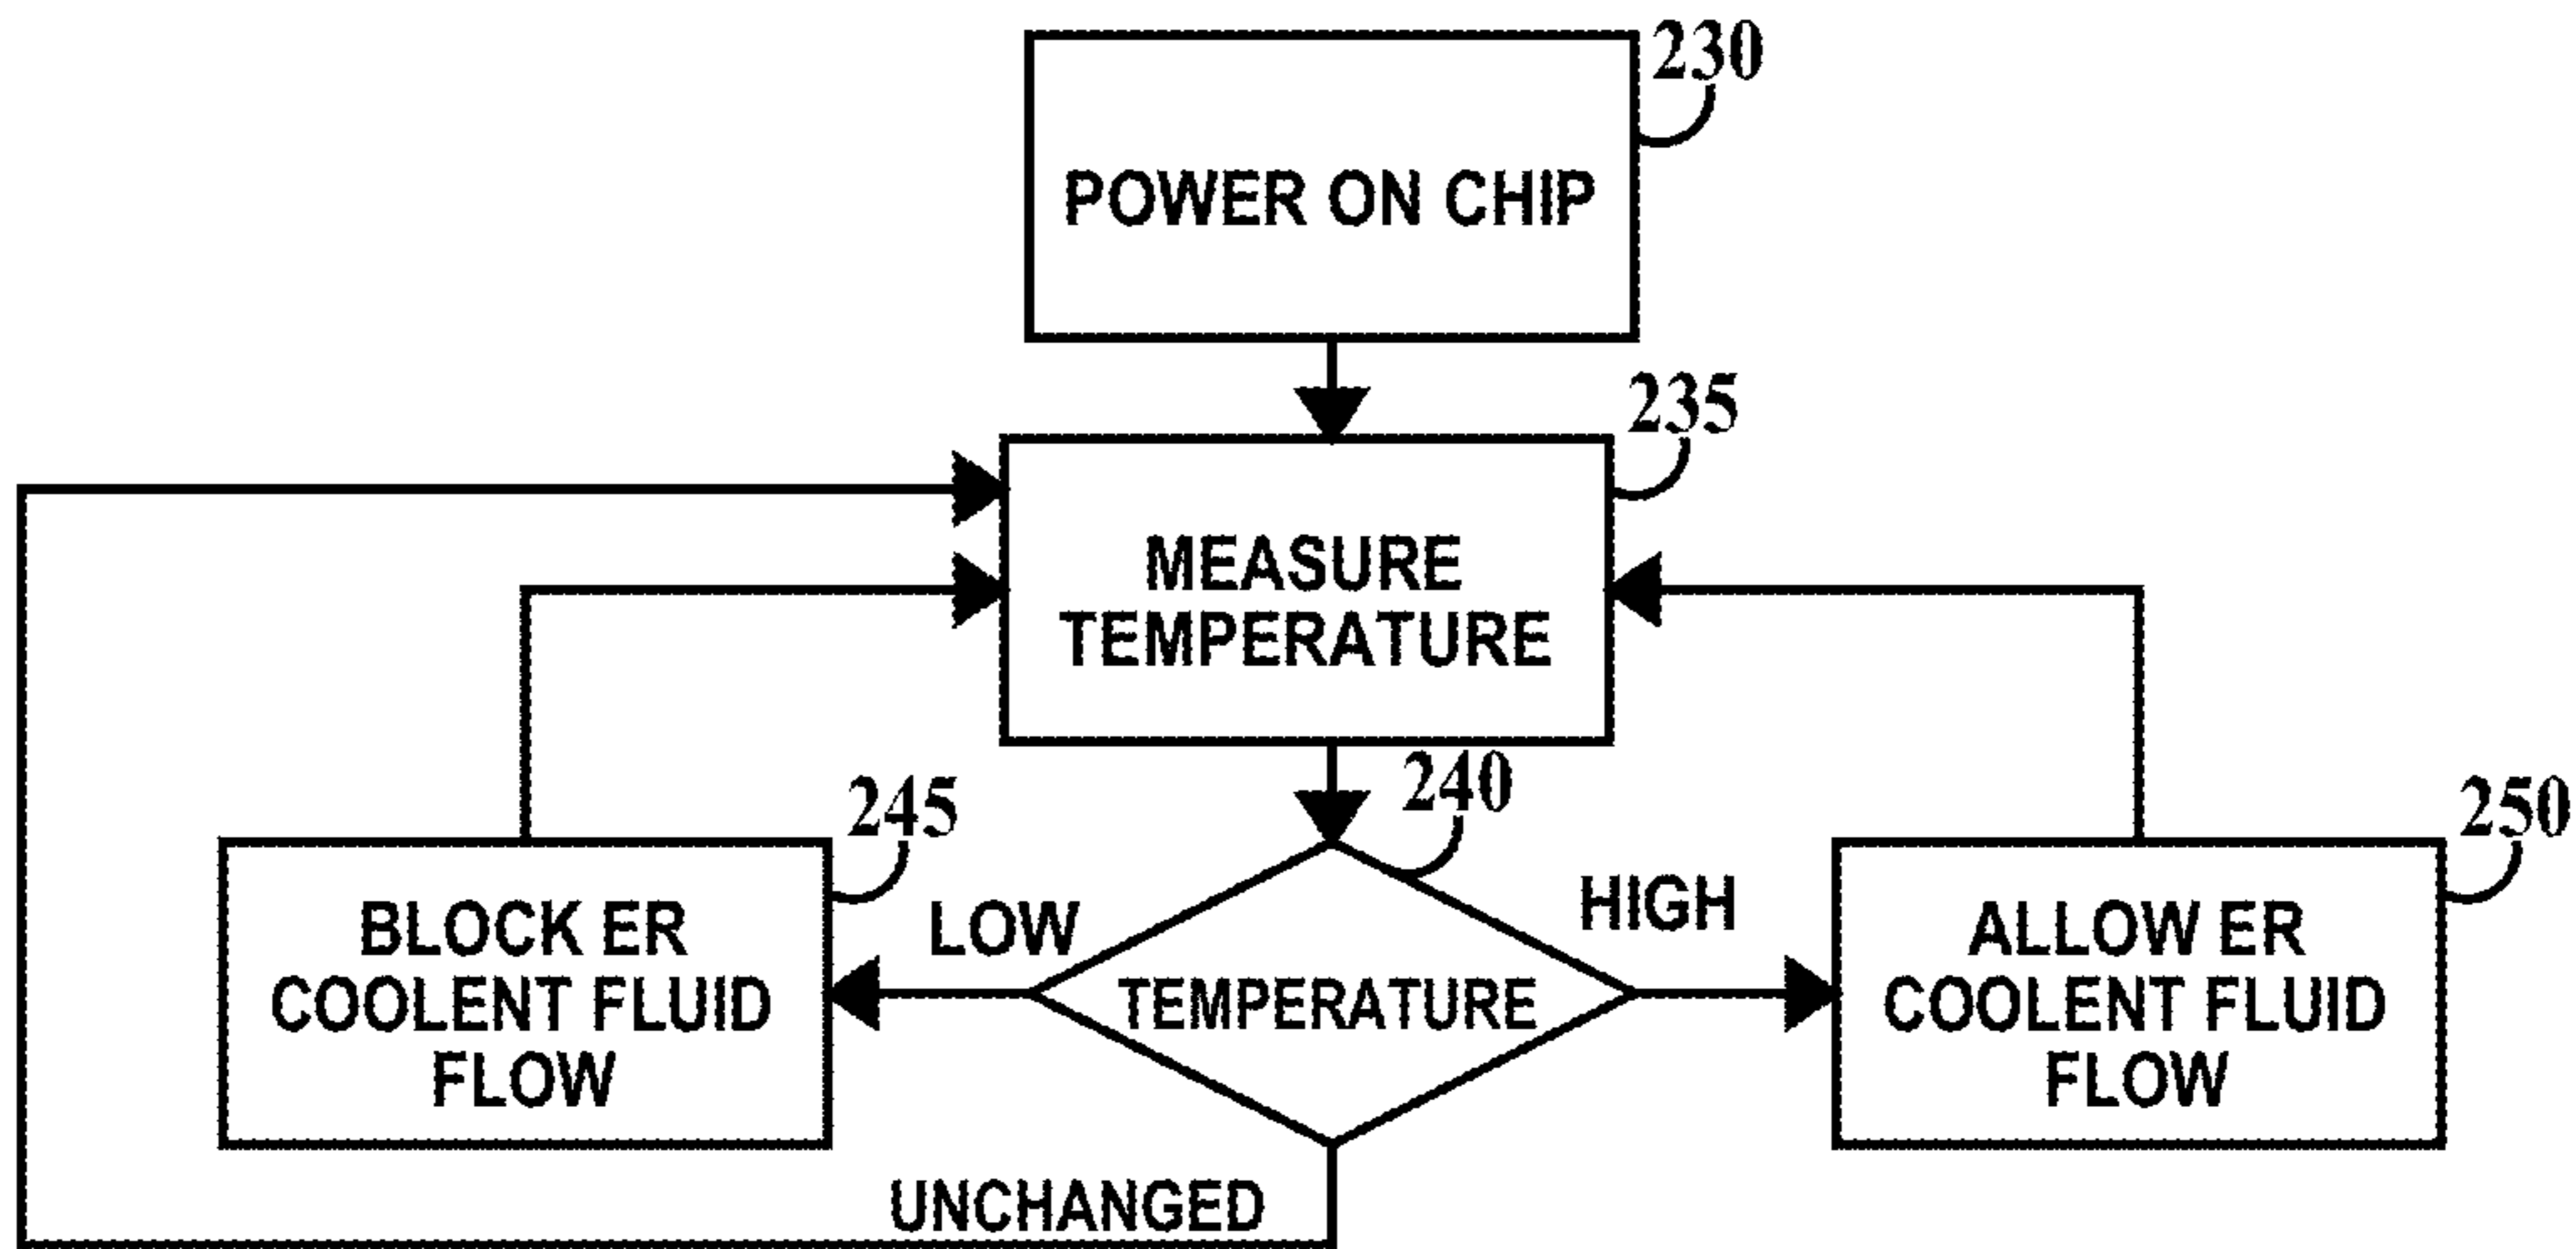 230
POWER ON CHIP
235
MEASURE
TEMPERATURE
240
245
250
LOW
HIGH
BLOCK ER
COOLENT FLUID
FLOW
TEMPERATURE
ALLOW ER
COOLENT FLUID
FLOW
UNCHANGED